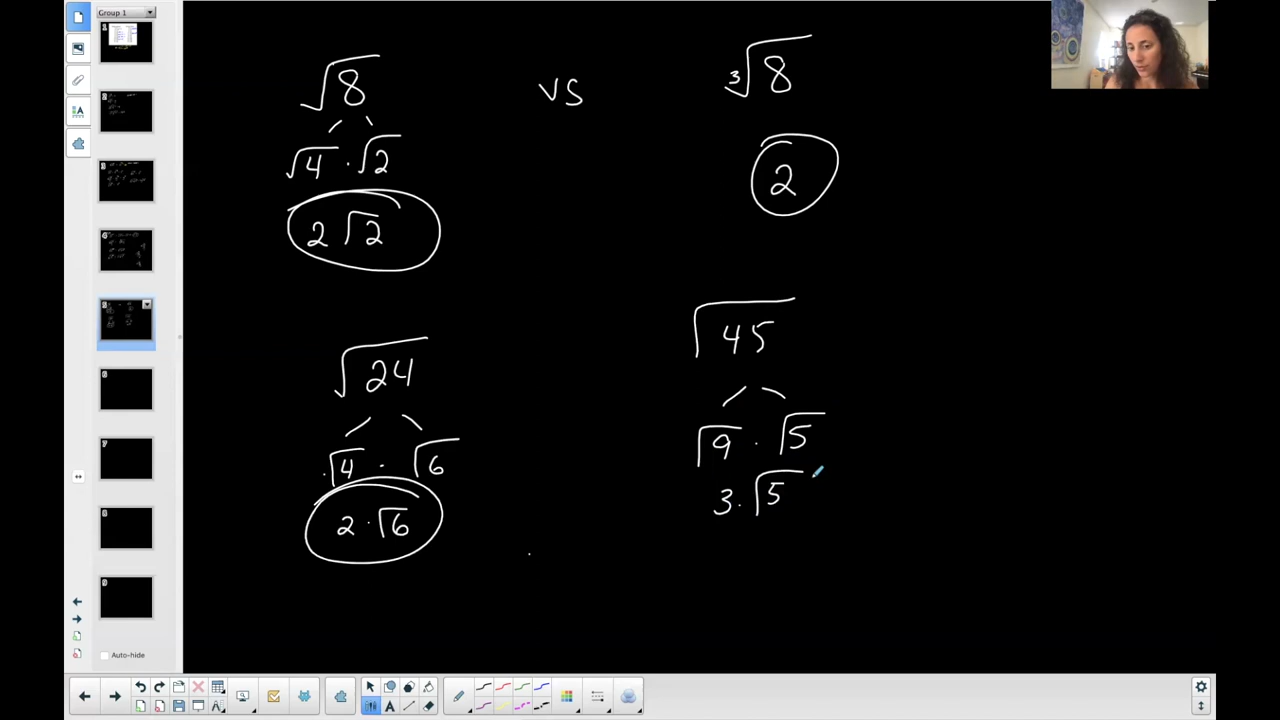 Group 1
√8 vs ³√8
√4 · √2
2√2
2
√24
√4 · √6
2 · √6
√45
√9 · √5
3 · √5
Auto-hide